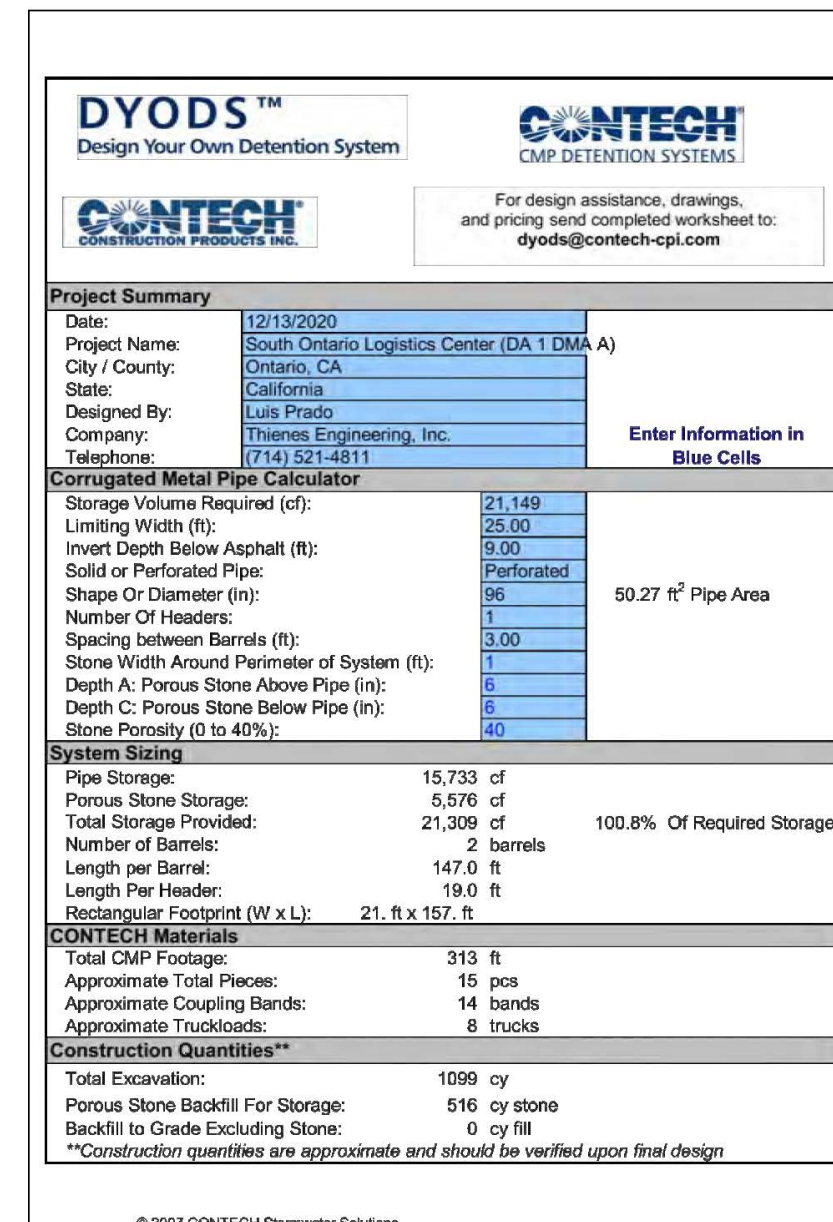 DYODS™
Design Your Own Detention System
CONTECH®
CMP DETENTION SYSTEMS
CONTECH®
CONSTRUCTION PRODUCTS INC.
For design assistance, drawings,
and pricing send completed worksheet to:
dyods@contech-cpi.com
Project Summary
Date: 12/13/2020
Project Name: South Ontario Logistics Center (DA 1 DMA A)
City / County: Ontario, CA
State: California
Designed By: Luis Prado
Company: Thienes Engineering, Inc. Enter Information in
Telephone: (714) 521-4811 Blue Cells
Corrugated Metal Pipe Calculator
Storage Volume Required (cf): 21,149
Limiting Width (ft): 25.00
Invert Depth Below Asphalt (ft): 9.00
Solid or Perforated Pipe: Perforated
Shape Or Diameter (in): 96 50.27 ft² Pipe Area
Number Of Headers: 1
Spacing between Barrels (ft): 3.00
Stone Width Around Perimeter of System (ft): 1
Depth A: Porous Stone Above Pipe (in): 6
Depth C: Porous Stone Below Pipe (in): 6
Stone Porosity (0 to 40%): 40
System Sizing
Pipe Storage: 15,733 cf
Porous Stone Storage: 5,576 cf
Total Storage Provided: 21,309 cf 100.8% Of Required Storage
Number of Barrels: 2 barrels
Length per Barrel: 147.0 ft
Length Per Header: 19.0 ft
Rectangular Footprint (W x L): 21. ft x 157. ft
CONTECH Materials
Total CMP Footage: 313 ft
Approximate Total Pieces: 15 pcs
Approximate Coupling Bands: 14 bands
Approximate Truckloads: 8 trucks
Construction Quantities**
Total Excavation: 1099 cy
Porous Stone Backfill For Storage: 516 cy stone
Backfill to Grade Excluding Stone: 0 cy fill
**Construction quantities are approximate and should be verified upon final design
© 2007 CONTECH Stormwater Solutions